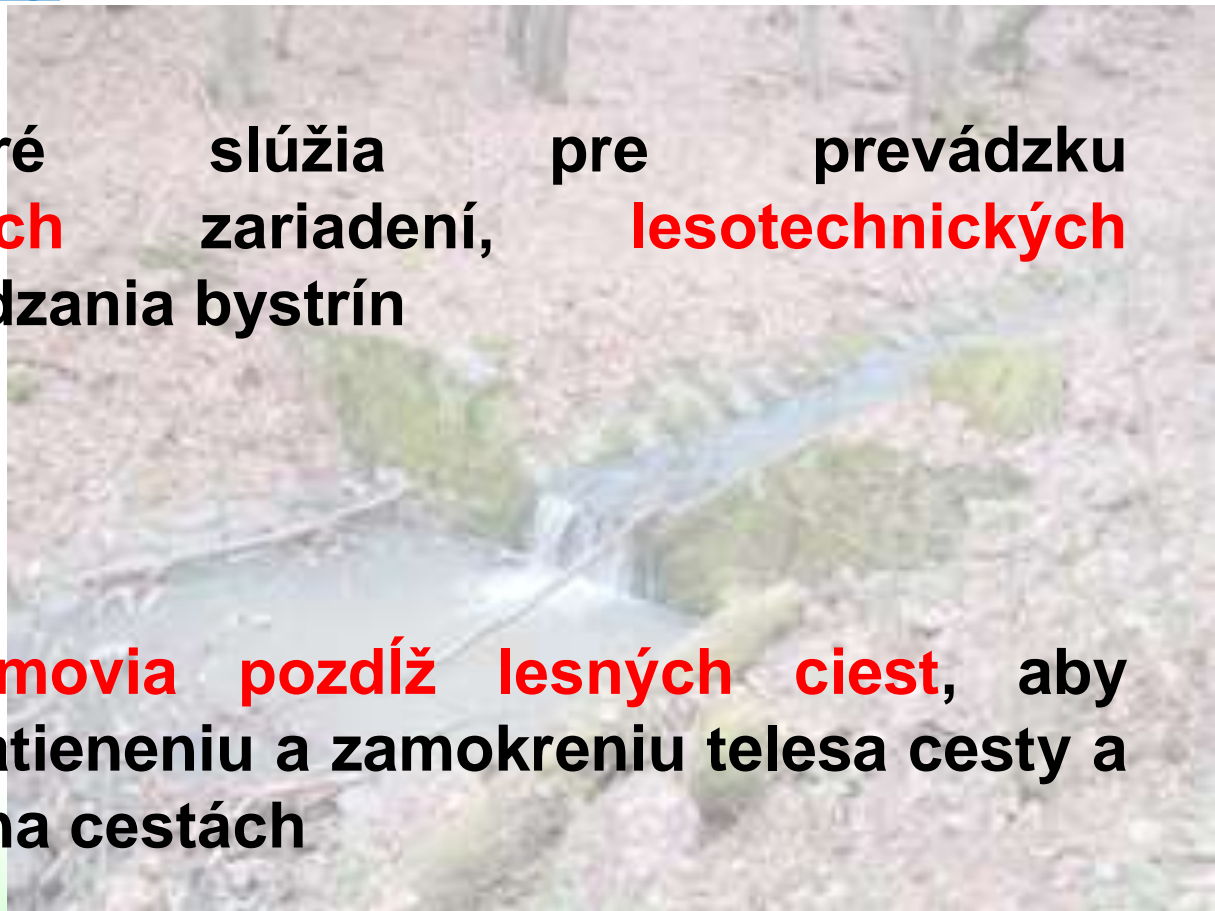 ré slúžia pre prevádzku
ch zariadení, lesotechnických
dzania bystrín
movia pozdĺž lesných ciest, aby
atieneniu a zamokreniu telesa cesty a
na cestách